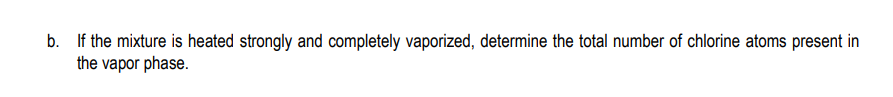 b. If the mixture is heated strongly and completely vaporized, determine the total number of chlorine atoms present in
the vapor phase.